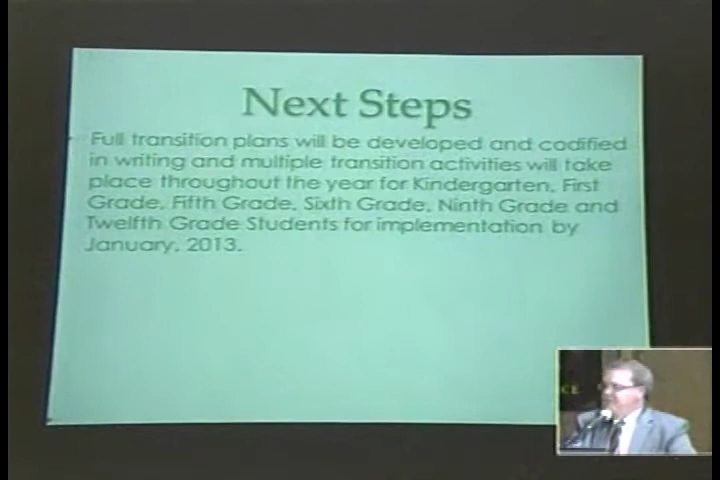 Next Steps
Full transition plans will be developed and codified
in writing and multiple transition activities will take
place throughout the year for Kindergarten, First
Grade, Fifth Grade, Sixth Grade, Ninth Grade and
Twelfth Grade Students for implementation by
January, 2013.
CE